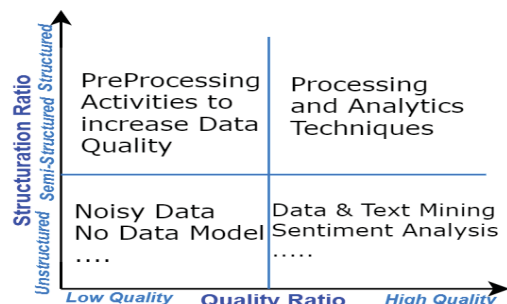 Structuration Ratio
Unstructured Semi-Structured Structured
PreProcessing
Activities to
increase Data
Quality
Processing
and Analytics
Techniques
Noisy Data
No Data Model
....
Data & Text Mining
Sentiment Analysis
.....
Low Quality Quality Ratio High Quality